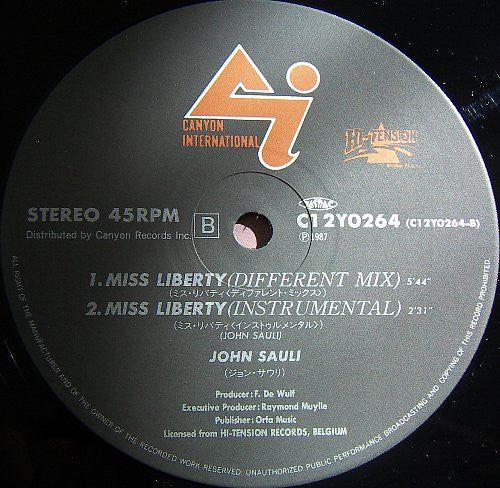 CANYON
INTERNATIONAL
HI-TENSION
STEREO 45RPM
B
C12Y0264 (C12Y0264-B)
Distributed by Canyon Records Inc.
Ⓟ1987
1. MISS LIBERTY (DIFFERENT MIX) 5'44"
(ミス・リバティ〈ディファレント・ミックス〉)
2. MISS LIBERTY (INSTRUMENTAL) 2'31"
(ミス・リバティ〈インストゥルメンタル〉)
(JOHN SAULI)
JOHN SAULI
(ジョン・サウリ)
Producer: F. De Wulf
Executive Producer: Raymond Muylle
Publisher: Orfa Music
Licensed from HI-TENSION RECORDS, BELGIUM
ALL RIGHT OF THE MANUFACTURER AND OF THE OWNER OF THE RECORDED WORK RESERVED. UNAUTHORIZED PUBLIC PERFORMANCE BROADCASTING AND COPYING OF THIS RECORD PROHIBITED.